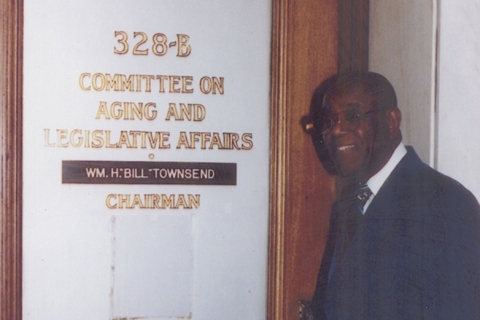 328-B
COMMITTEE ON
AGING AND
LEGISLATIVE AFFAIRS
WM. H. "BILL" TOWNSEND
CHAIRMAN